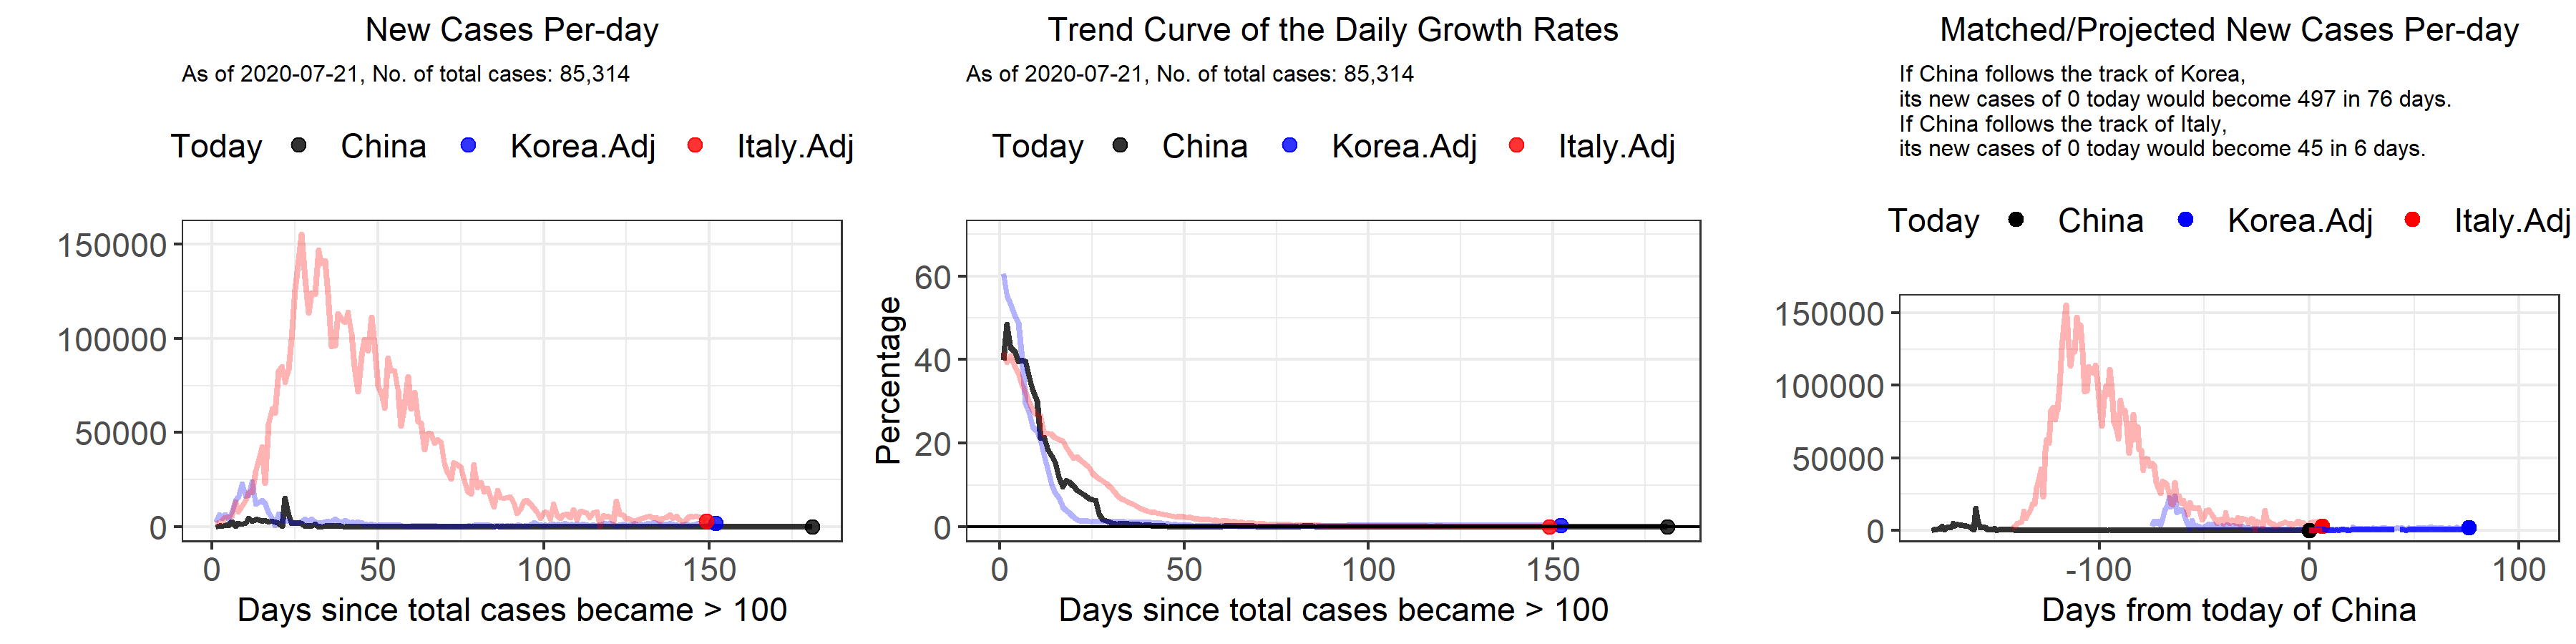 New Cases Per-day
As of 2020-07-21, No. of total cases: 85,314
Today China Korea.Adj Italy.Adj
150000
100000
50000
0
0 50 100 150
Days since total cases became > 100
Trend Curve of the Daily Growth Rates
As of 2020-07-21, No. of total cases: 85,314
Today China Korea.Adj Italy.Adj
Percentage
60
40
20
0
0 50 100 150
Days since total cases became > 100
Matched/Projected New Cases Per-day
If China follows the track of Korea,
its new cases of 0 today would become 497 in 76 days.
If China follows the track of Italy,
its new cases of 0 today would become 45 in 6 days.
Today China Korea.Adj Italy.Adj
150000
100000
50000
0
-100 0 100
Days from today of China